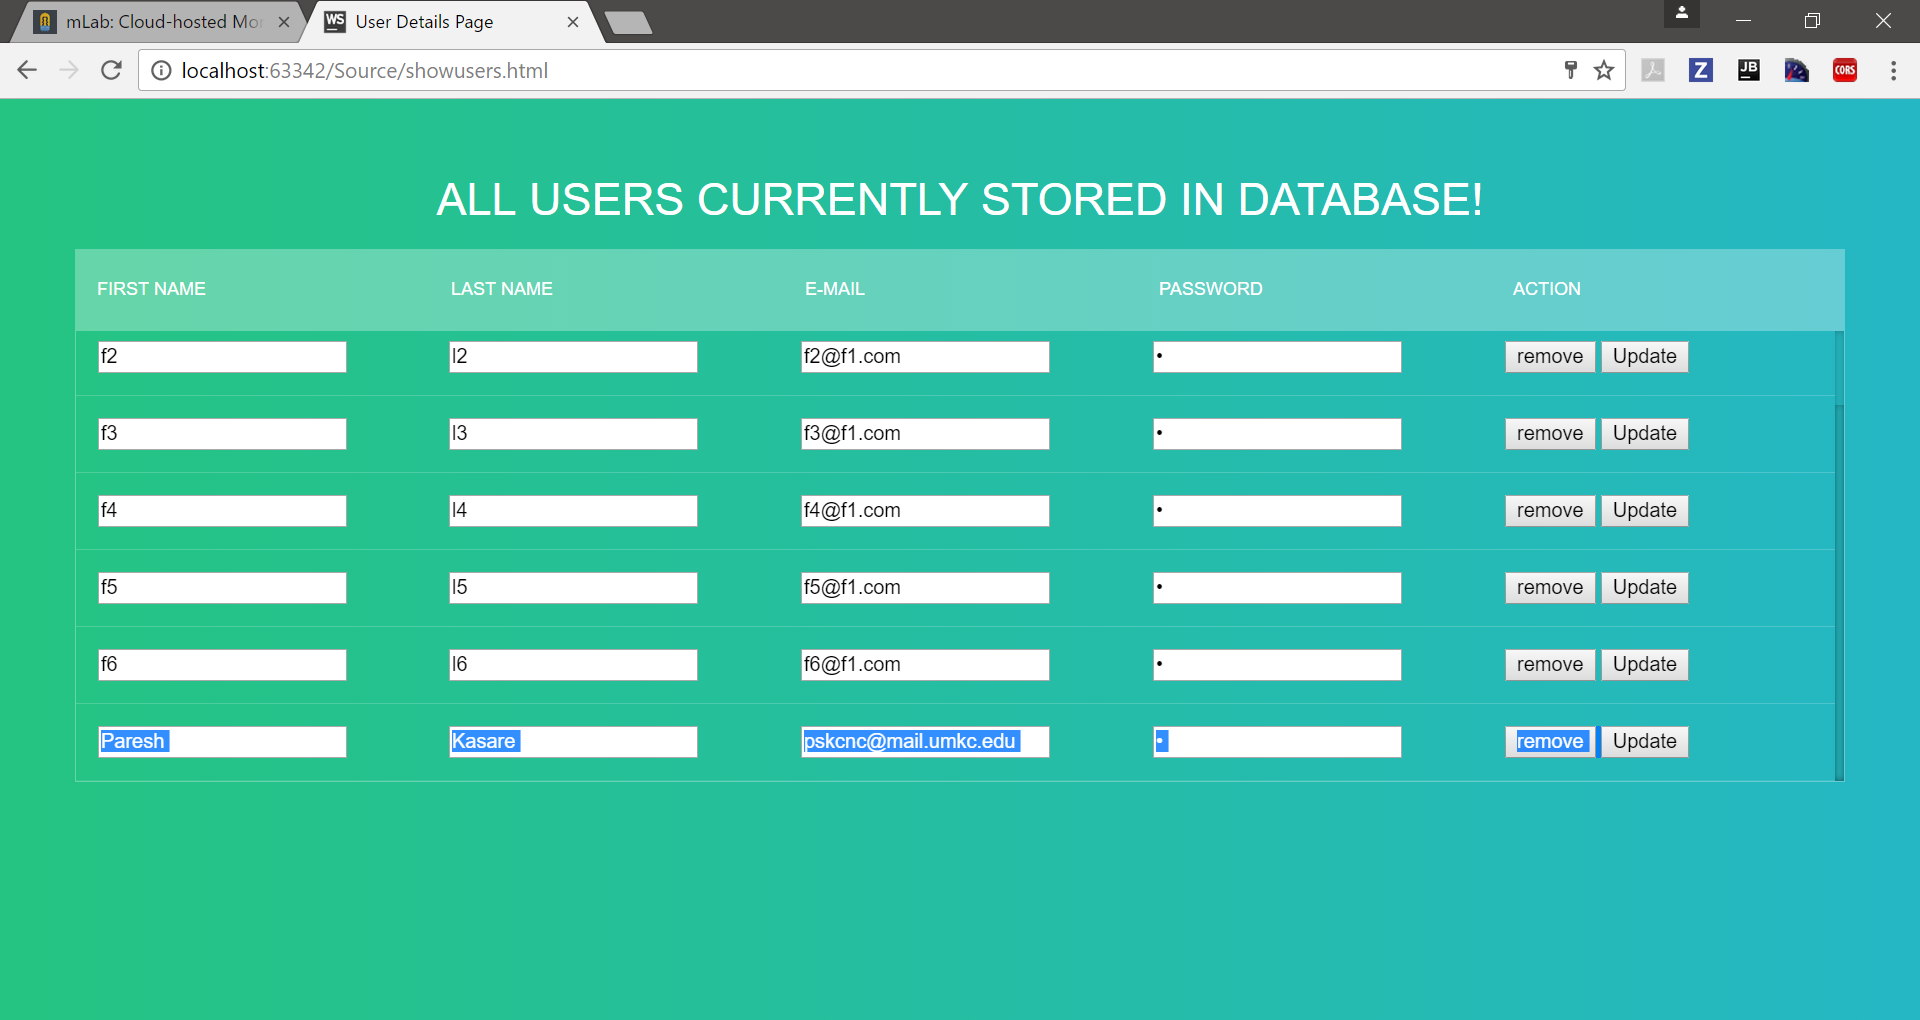 mLab: Cloud-hosted Mo
WS User Details Page
localhost:63342/Source/showusers.html
Z JB CORS
ALL USERS CURRENTLY STORED IN DATABASE!
FIRST NAME LAST NAME E-MAIL PASSWORD ACTION
f2 l2 f2@f1.com • remove Update
f3 l3 f3@f1.com • remove Update
f4 l4 f4@f1.com • remove Update
f5 l5 f5@f1.com • remove Update
f6 l6 f6@f1.com • remove Update
Paresh Kasare pskcnc@mail.umkc.edu • remove Update